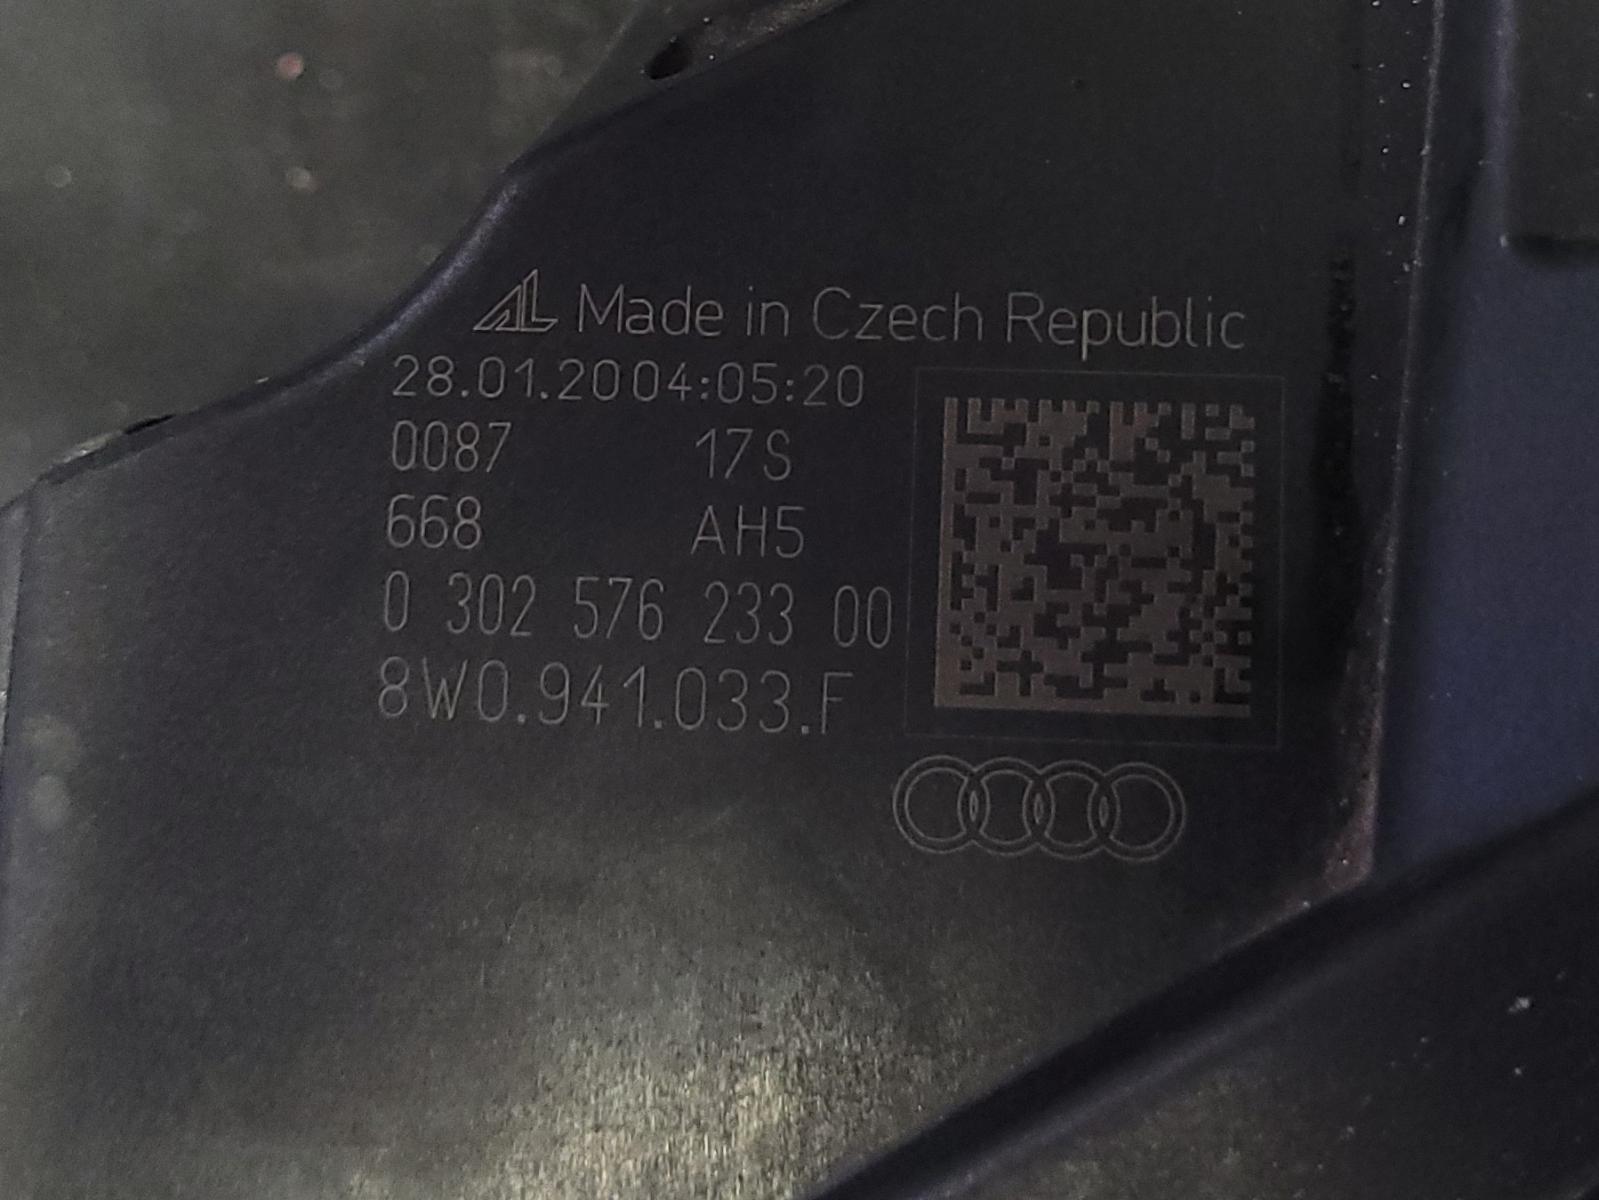 AL Made in Czech Republic
28.01.2004:05:20
0087 17S
668 AH5
0 302 576 233 00
8W0.941.033.F